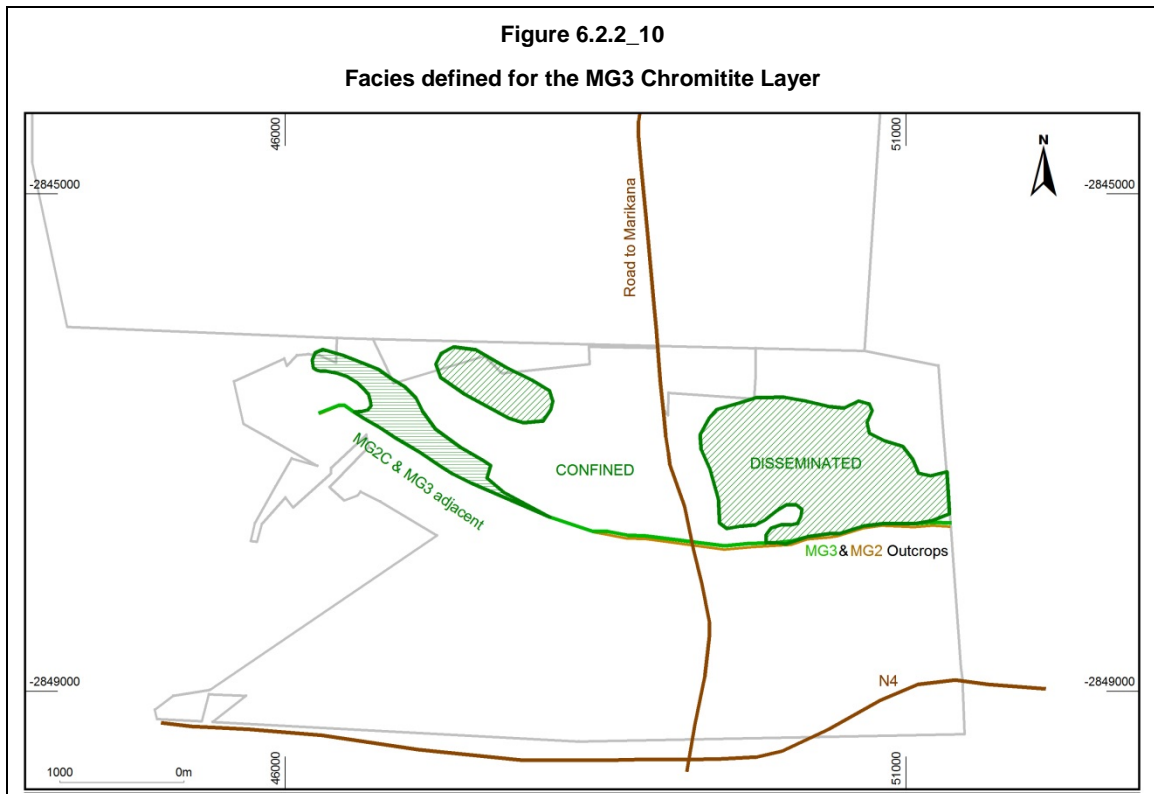 Figure 6.2.2_10
Facies defined for the MG3 Chromitite Layer
46000
51000
N
-2845000
-2845000
Road to Marikana
MG2C & MG3 adjacent
CONFINED
DISSEMINATED
MG3 & MG2 Outcrops
N4
-2849000
-2849000
1000 0m
46000
51000